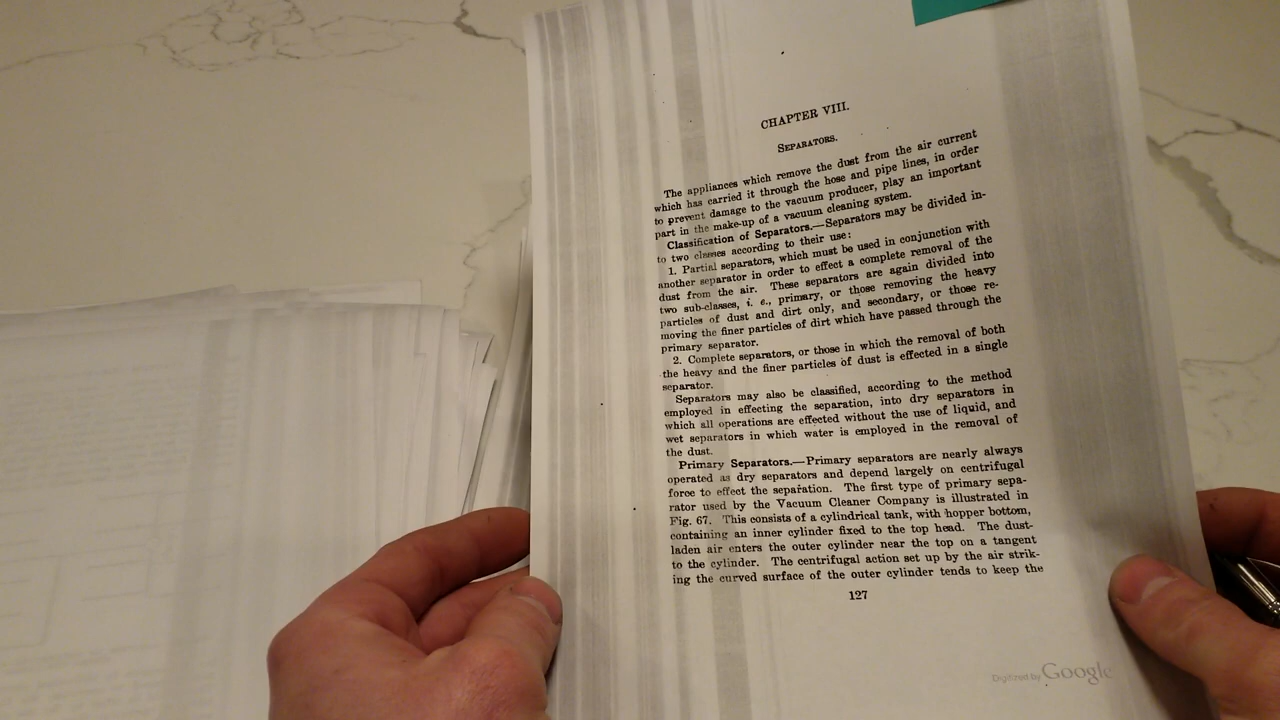 CHAPTER VIII.
SEPARATORS.
The appliances which remove the dust from the air current
which has carried it through the hose and pipe lines, in order
to prevent damage to the vacuum producer, play an important
part in the make-up of a vacuum cleaning system.
Classification of Separators.—Separators may be divided in-
to two classes according to their use:
1. Partial separators, which must be used in conjunction with
another separator in order to effect a complete removal of the
dust from the air. These separators are again divided into
two sub-classes, i. e., primary, or those removing the heavy
particles of dust and dirt only, and secondary, or those re-
moving the finer particles of dirt which have passed through the
primary separator.
2. Complete separators, or those in which the removal of both
the heavy and the finer particles of dust is effected in a single
separator.
Separators may also be classified, according to the method
employed in effecting the separation, into dry separators in
which all operations are effected without the use of liquid, and
wet separators in which water is employed in the removal of
the dust.
Primary Separators.—Primary separators are nearly always
operated as dry separators and depend largely on centrifugal
force to effect the separation. The first type of primary sepa-
rator used by the Vacuum Cleaner Company is illustrated in
Fig. 67. This consists of a cylindrical tank, with hopper bottom,
containing an inner cylinder fixed to the top head. The dust-
laden air enters the outer cylinder near the top on a tangent
to the cylinder. The centrifugal action set up by the air strik-
ing the curved surface of the outer cylinder tends to keep the
127
Digitized by Google